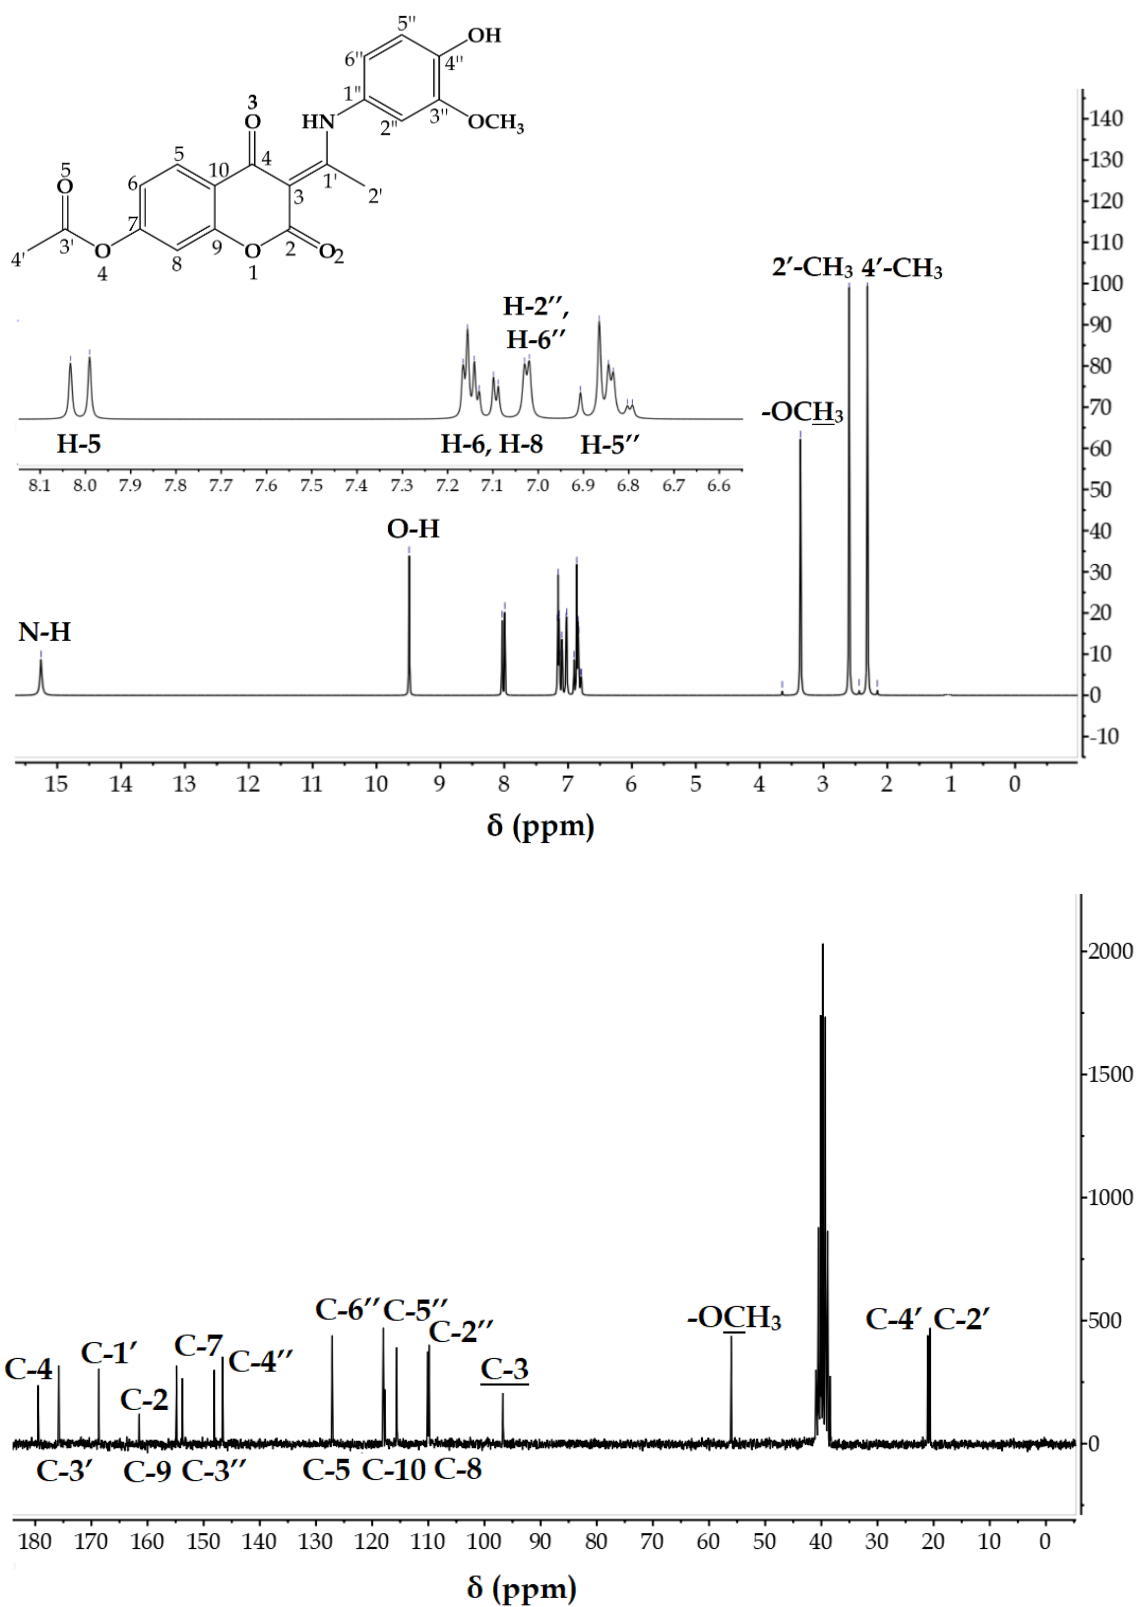 5''
OH
6''
4''
1''
3
3''
HN
2''
OCH3
O
5
O
5
4
10
6
1'
2'
3
7
3'
O
2
4'
O
9
O
O2
4
8
1
2'-CH3 4'-CH3
H-2'',
H-6''
-OCH3
H-5
H-6, H-8
H-5''
8.1 8.0 7.9 7.8 7.7 7.6 7.5 7.4 7.3 7.2 7.1 7.0 6.9 6.8 6.7 6.6
O-H
N-H
140
130
120
110
100
90
80
70
60
50
40
30
20
10
0
-10
15 14 13 12 11 10 9 8 7 6 5 4 3 2 1 0
δ (ppm)
2000
1500
1000
500
0
C-6'' C-5''
-OCH3
C-4' C-2'
C-7
C-2''
C-1'
C-4''
C-4
C-3
C-2
C-3' C-9 C-3'' C-5 C-10 C-8
180 170 160 150 140 130 120 110 100 90 80 70 60 50 40 30 20 10 0
δ (ppm)